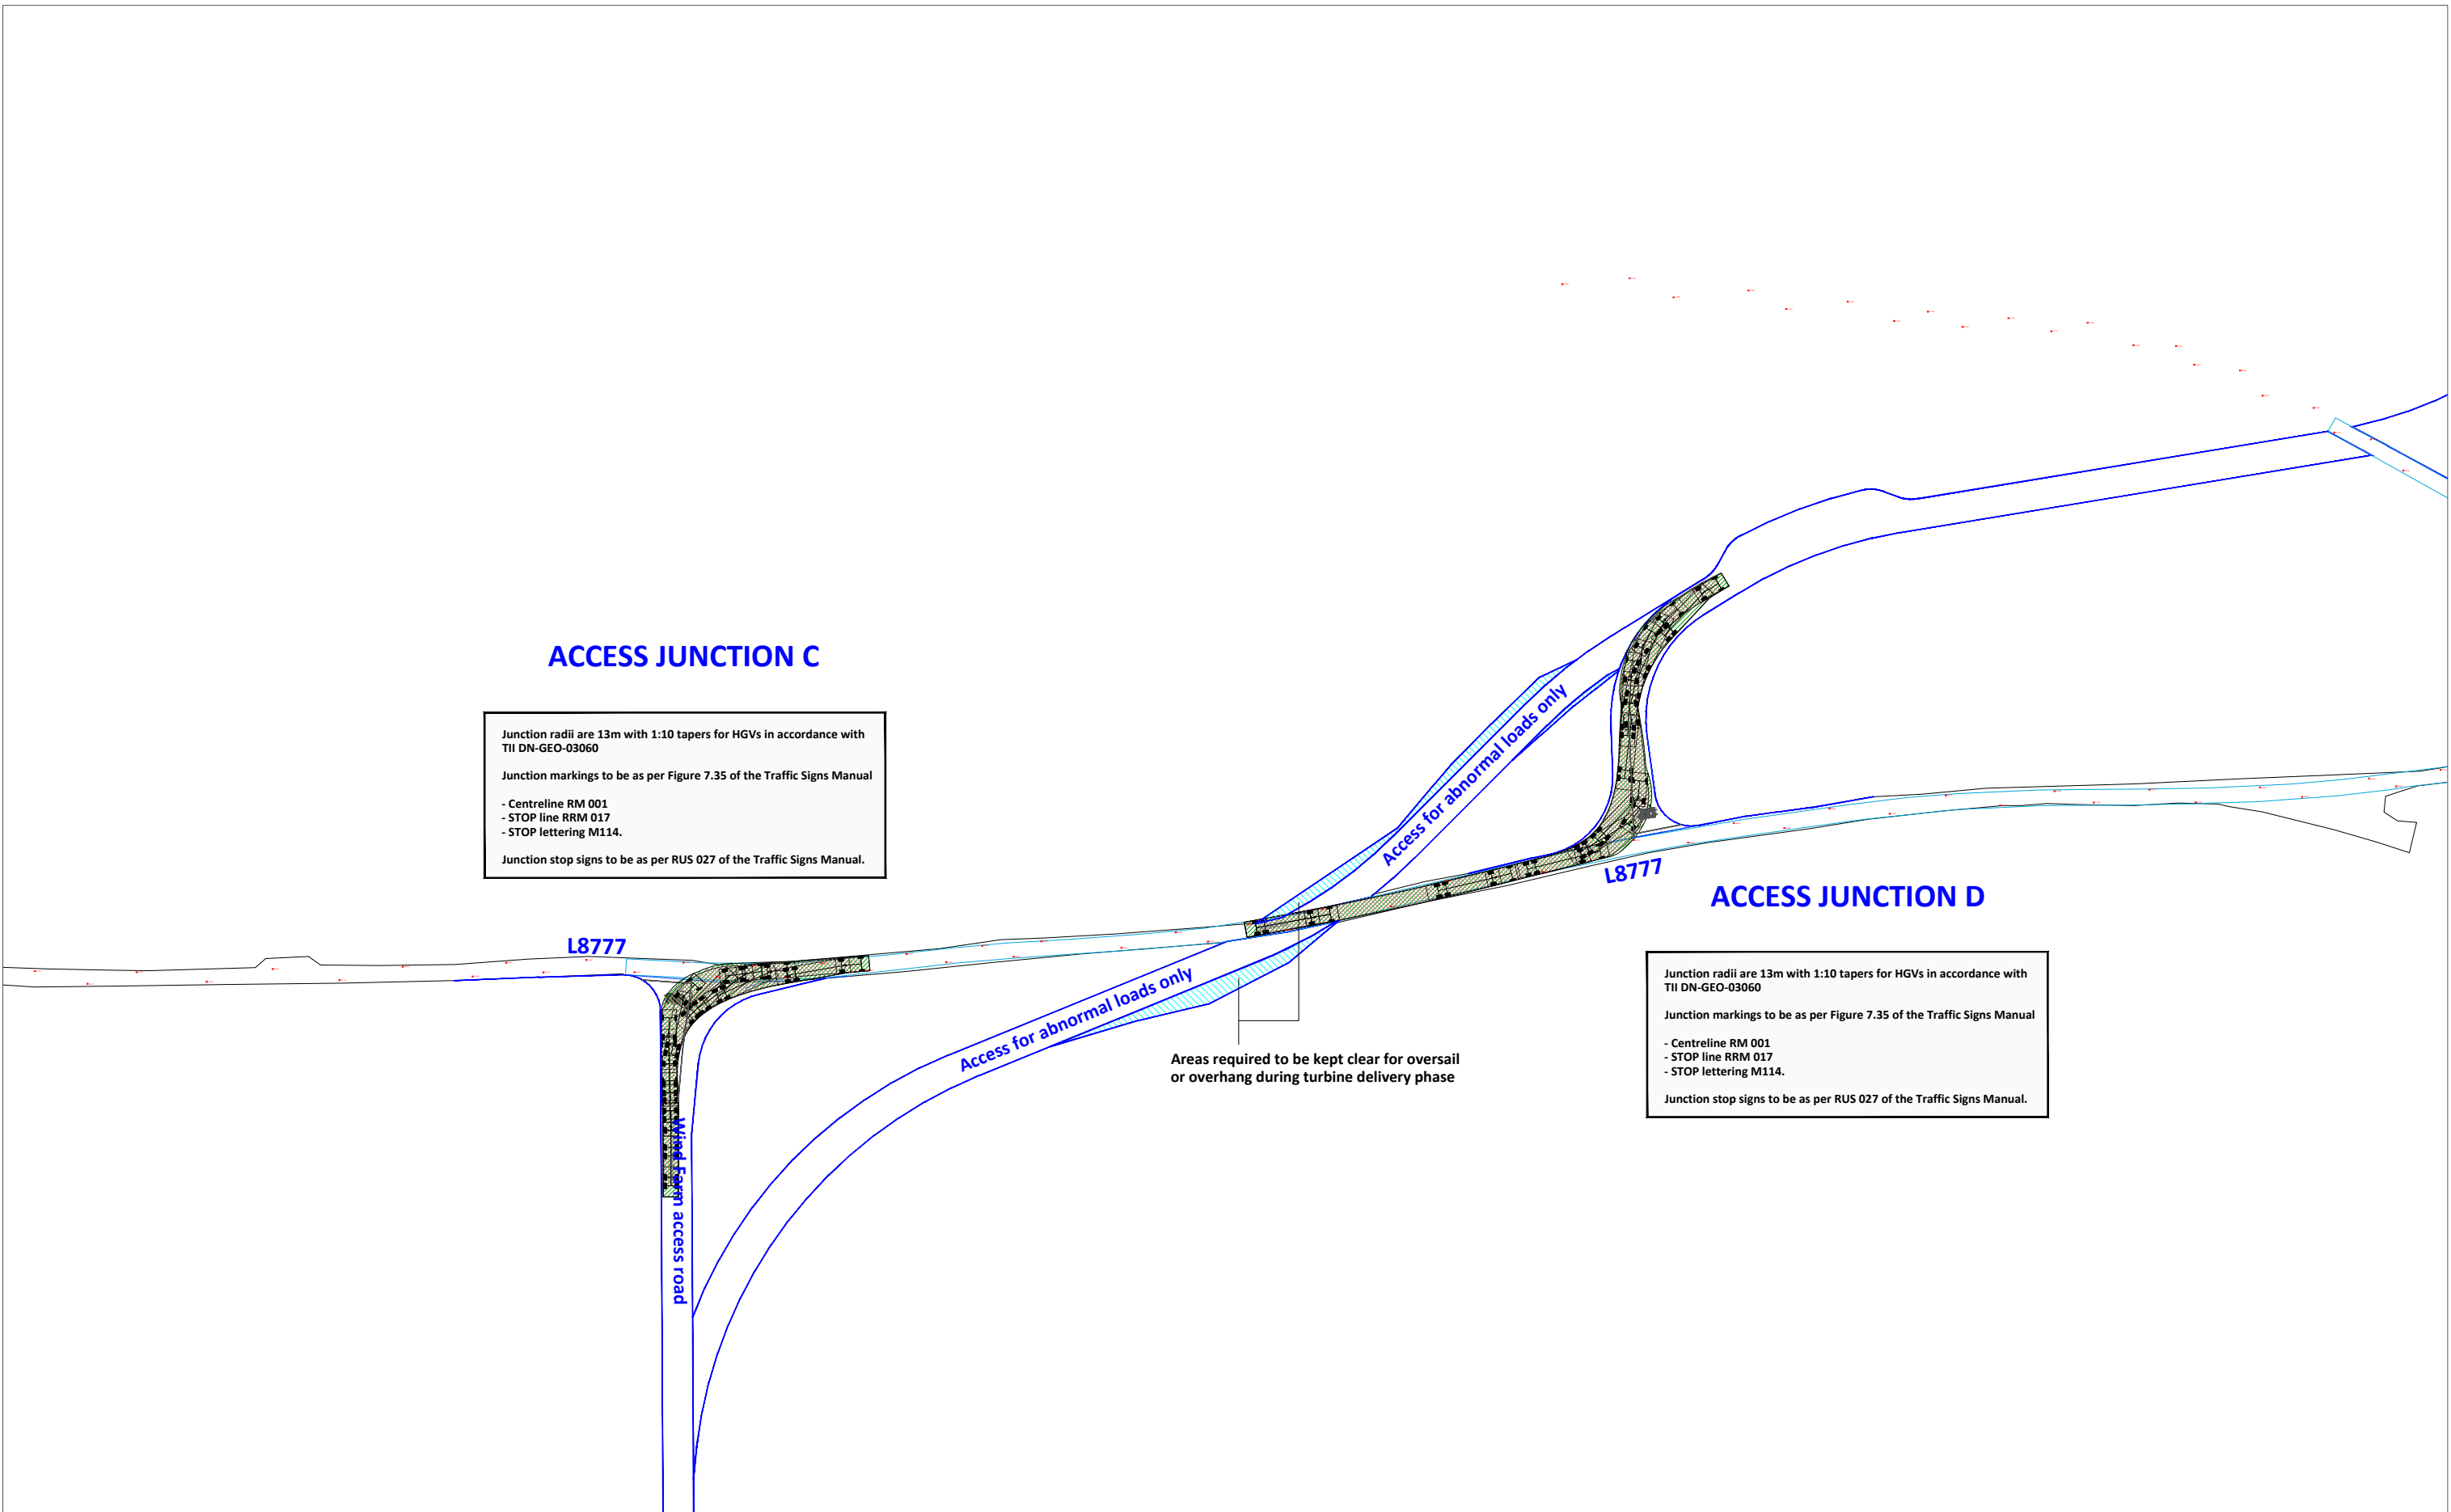 ACCESS JUNCTION C
Junction radii are 13m with 1:10 tapers for HGVs in accordance with
TII DN-GEO-03060
Junction markings to be as per Figure 7.35 of the Traffic Signs Manual
- Centreline RM 001
- STOP line RRM 017
- STOP lettering M114.
Junction stop signs to be as per RUS 027 of the Traffic Signs Manual.
L8777
Wind Farm access road
Access for abnormal loads only
Access for abnormal loads only
Areas required to be kept clear for oversail
or overhang during turbine delivery phase
L8777
ACCESS JUNCTION D
Junction radii are 13m with 1:10 tapers for HGVs in accordance with
TII DN-GEO-03060
Junction markings to be as per Figure 7.35 of the Traffic Signs Manual
- Centreline RM 001
- STOP line RRM 017
- STOP lettering M114.
Junction stop signs to be as per RUS 027 of the Traffic Signs Manual.